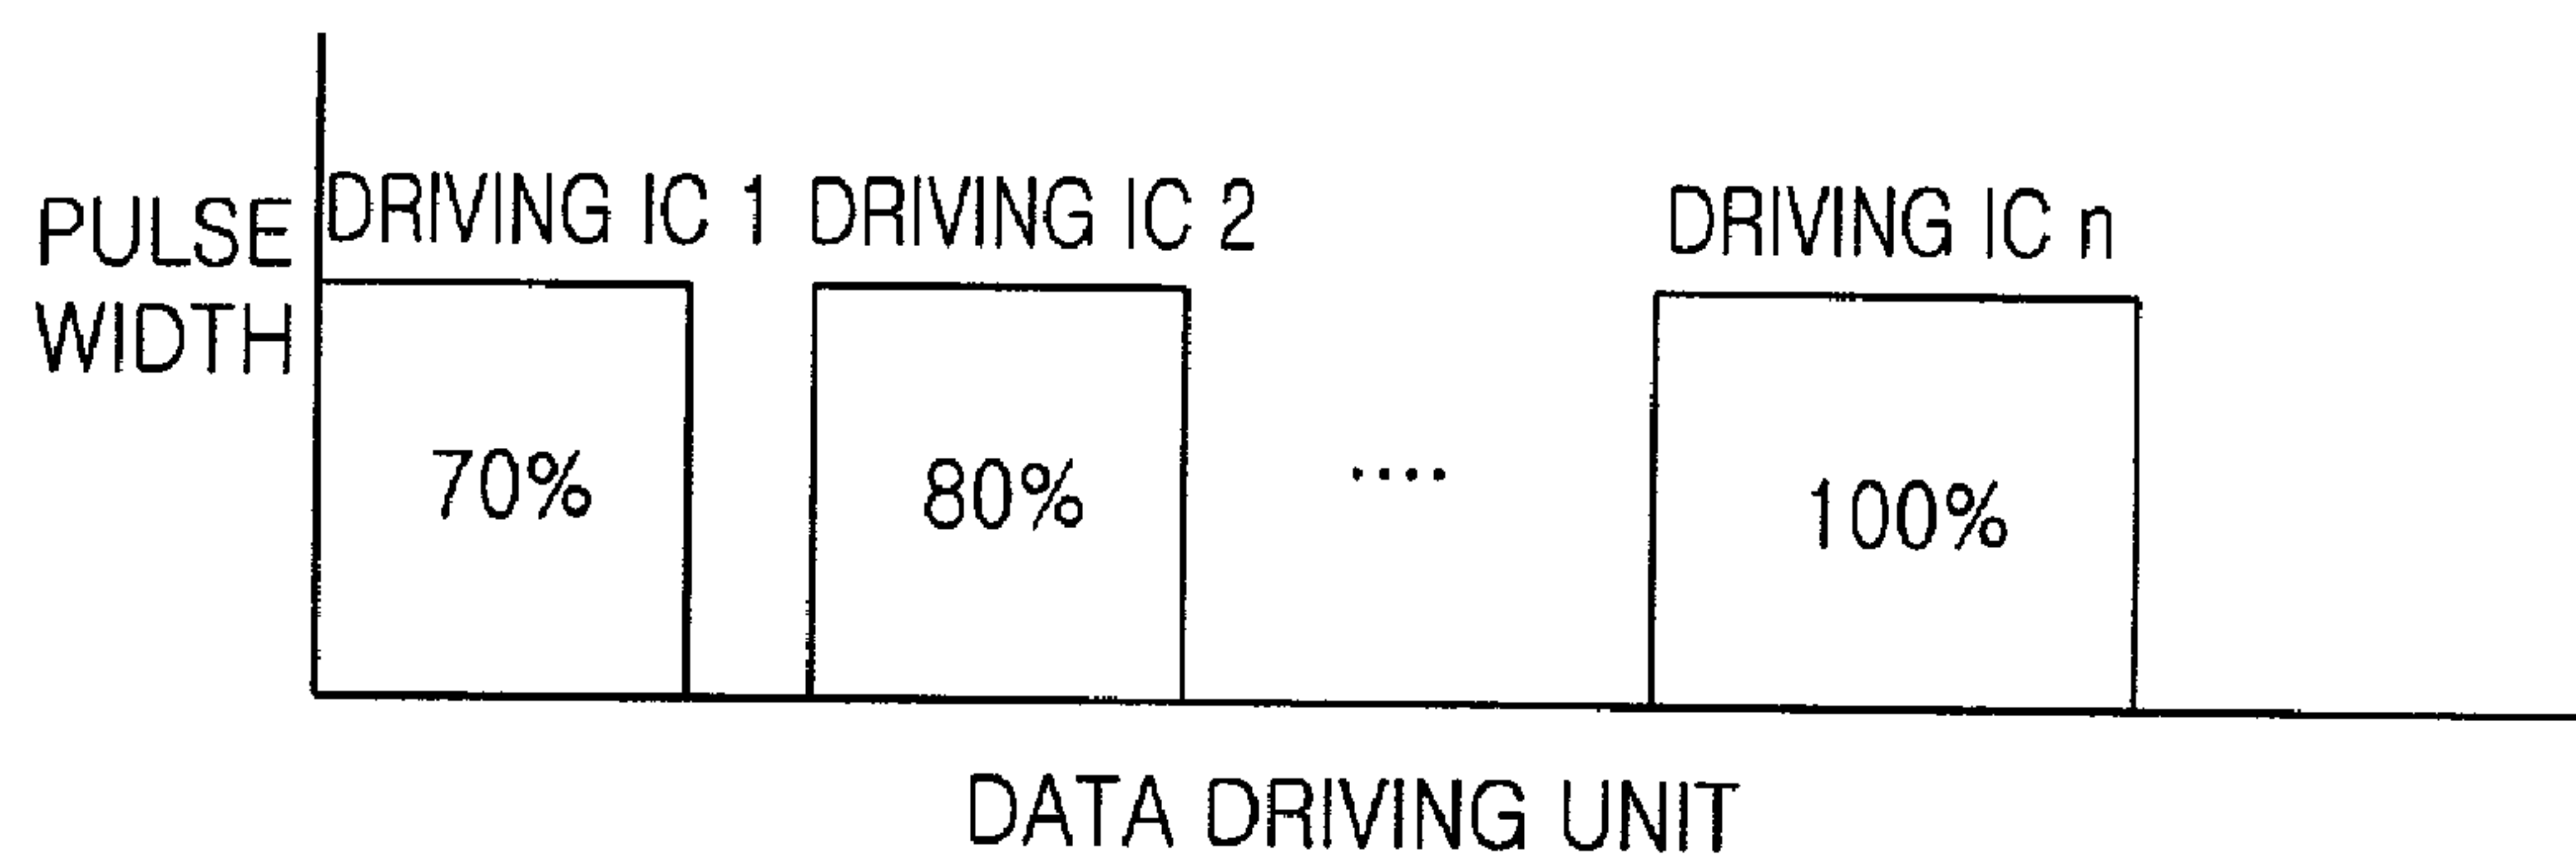 PULSE
WIDTH
DRIVING IC 1
DRIVING IC 2
DRIVING IC n
70%
80%
....
100%
DATA DRIVING UNIT